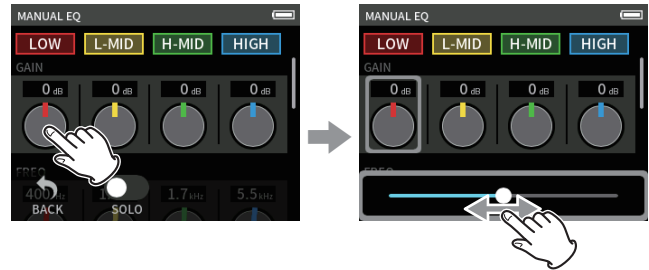 MANUAL EQ
LOW L-MID H-MID HIGH
GAIN
0 dB 0 dB 0 dB 0 dB
FREQ
400 Hz 1.7 kHz 5.5 kHz
BACK SOLO
MANUAL EQ
LOW L-MID H-MID HIGH
GAIN
0 dB 0 dB 0 dB 0 dB
FREQ